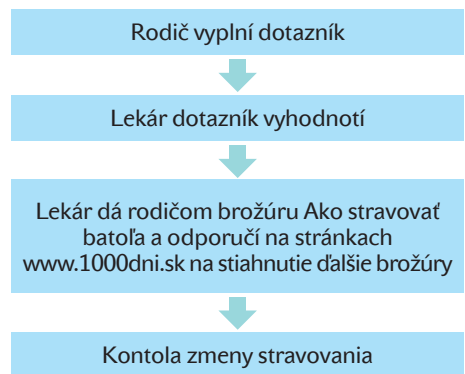 Rodič vyplní dotazník
Lekár dotazník vyhodnotí
Lekár dá rodičom brožúru Ako stravovať
batoľa a odporučí na stránkach
www.1000dni.sk na stiahnutie ďalšie brožúry
Kontola zmeny stravovania